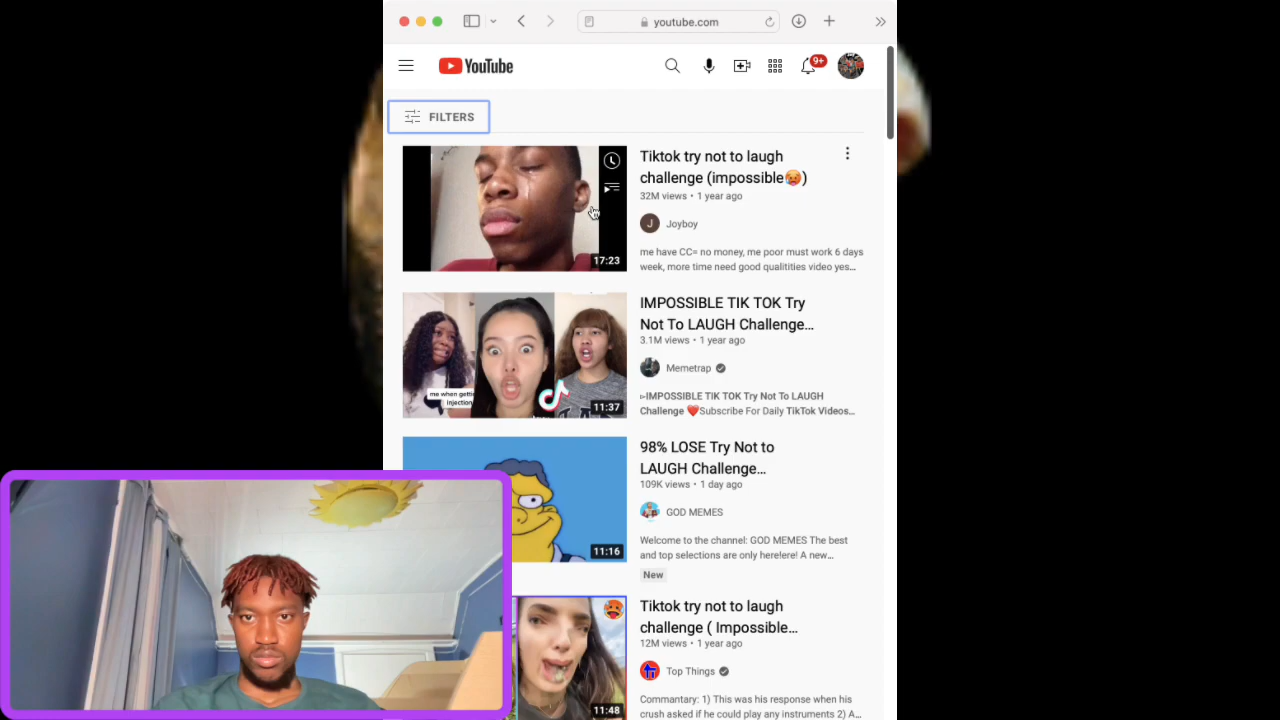 youtube.com
YouTube
9+
FILTERS
Tiktok try not to laugh
challenge (impossible🥵)
32M views • 1 year ago
J
Joyboy
me have CC= no money, me poor must work 6 days
week, more time need good qualitities video yes...
17:23
IMPOSSIBLE TIK TOK Try
Not To LAUGH Challenge...
3.1M views • 1 year ago
Memetrap
▻IMPOSSIBLE TIK TOK Try Not To LAUGH
Challenge ❤️Subscribe For Daily TikTok Videos...
me when getti
injection
11:37
98% LOSE Try Not to
LAUGH Challenge...
109K views • 1 day ago
GOD MEMES
Welcome to the channel: GOD MEMES The best
and top selections are only herelere! A new...
New
11:16
Tiktok try not to laugh
challenge ( Impossible...
12M views • 1 year ago
Top Things
Commantary: 1) This was his response when his
crush asked if he could play any instruments 2) A...
11:48